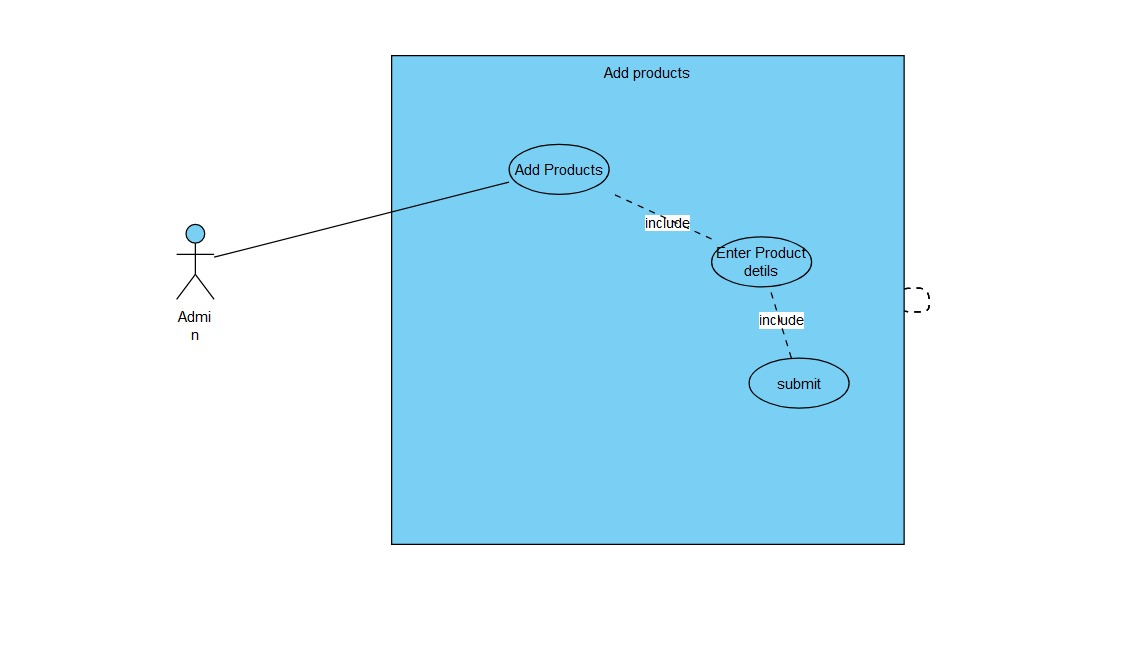 Add products
Add Products
include
Enter Product
detils
include
submit
Admi
n